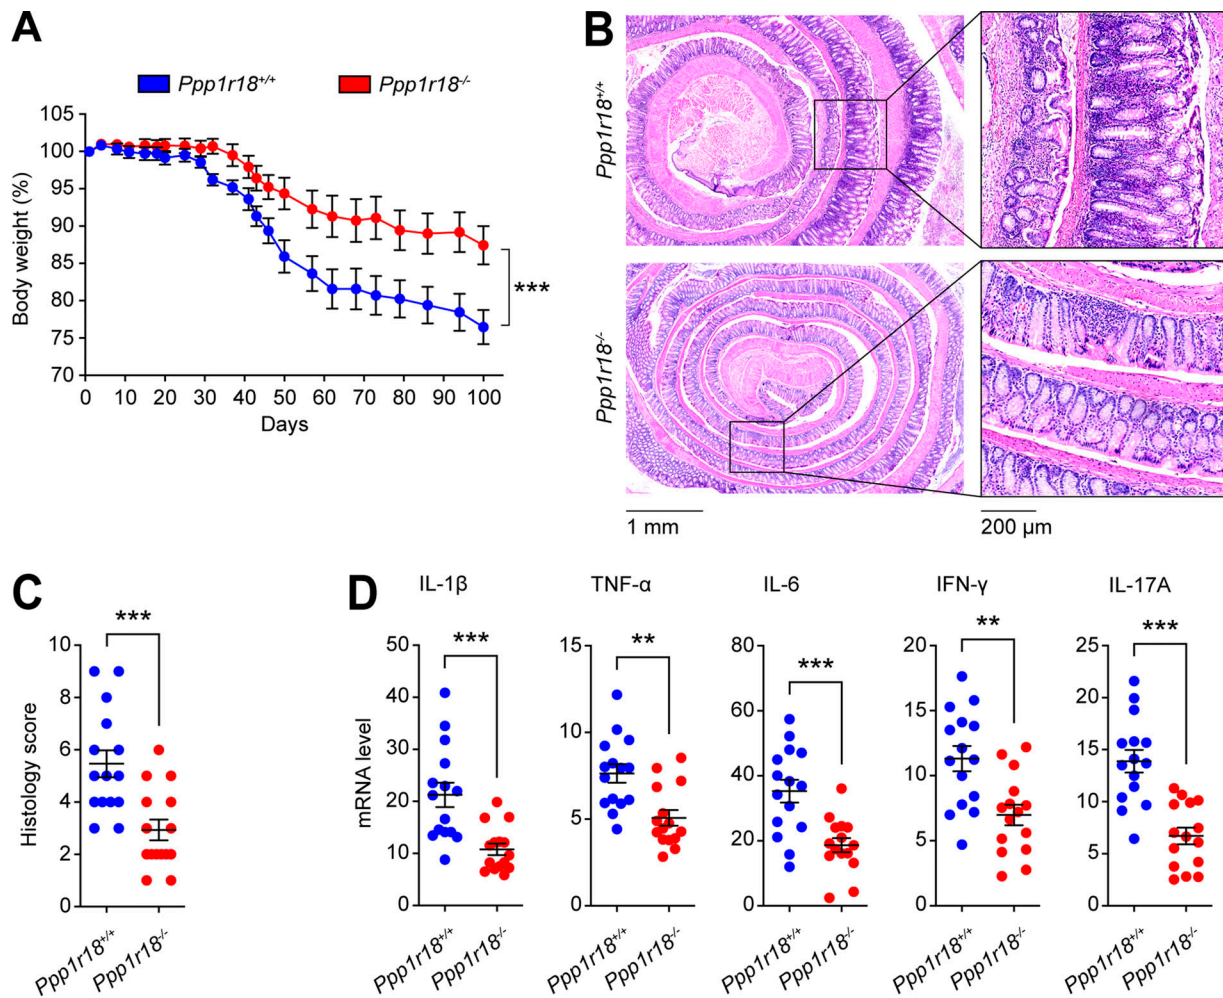 A
Ppp1r18+/+ Ppp1r18-/-
Body weight (%)
105
100
95
90
85
80
75
70
0 10 20 30 40 50 60 70 80 90 100
Days
***
B
Ppp1r18+/+
Ppp1r18-/-
1 mm
200 μm
C
Histology score
10
8
6
4
2
0
***
Ppp1r18+/+
Ppp1r18-/-
D
mRNA level
IL-1β
50
40
30
20
10
0
***
Ppp1r18+/+
Ppp1r18-/-
TNF-α
15
10
5
0
**
Ppp1r18+/+
Ppp1r18-/-
IL-6
80
60
40
20
0
***
Ppp1r18+/+
Ppp1r18-/-
IFN-γ
20
15
10
5
0
**
Ppp1r18+/+
Ppp1r18-/-
IL-17A
25
20
15
10
5
0
***
Ppp1r18+/+
Ppp1r18-/-